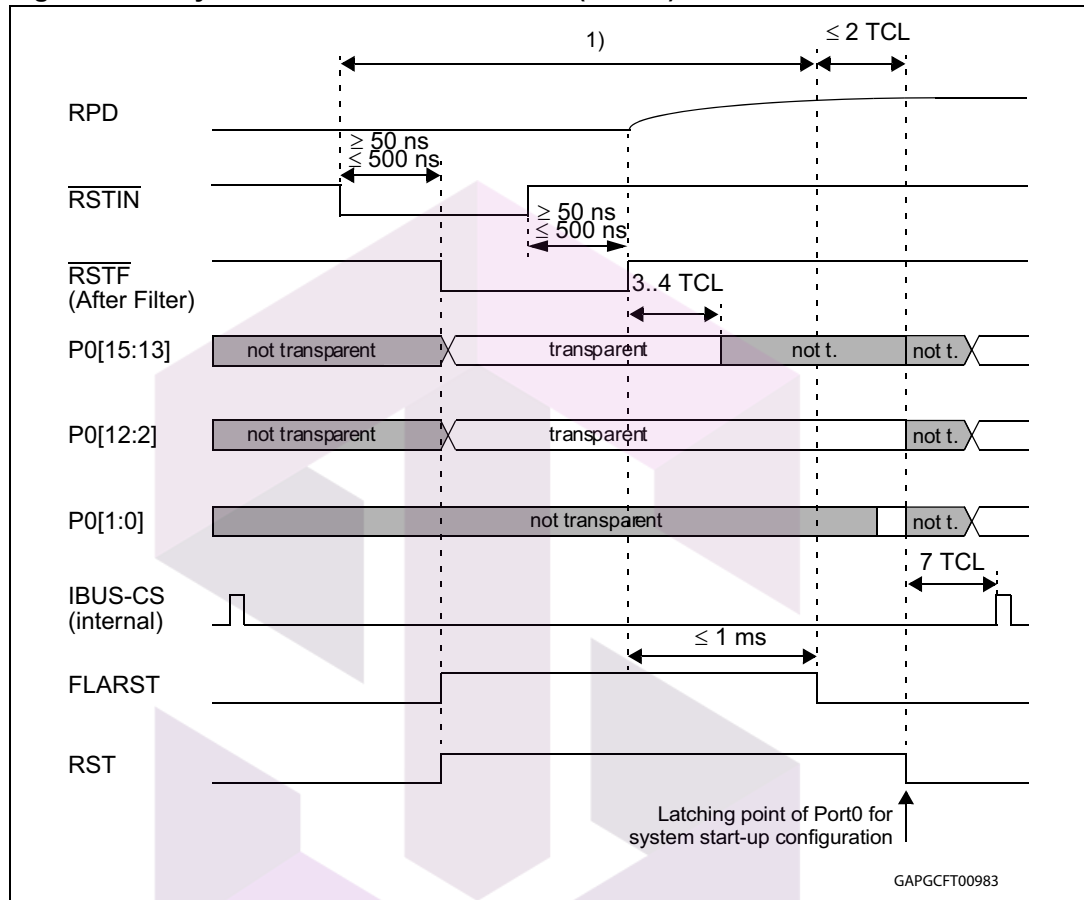 1)
≤ 2 TCL
RPD
≥ 50 ns
≤ 500 ns
RSTIN
≥ 50 ns
≤ 500 ns
RSTF
(After Filter)
3..4 TCL
P0[15:13]
not transparent
transparent
not t.
not t.
P0[12:2]
not transparent
transparent
not t.
P0[1:0]
not transparent
not t.
7 TCL
IBUS-CS
(internal)
≤ 1 ms
FLARST
RST
Latching point of Port0 for
system start-up configuration
GAPGCFT00983